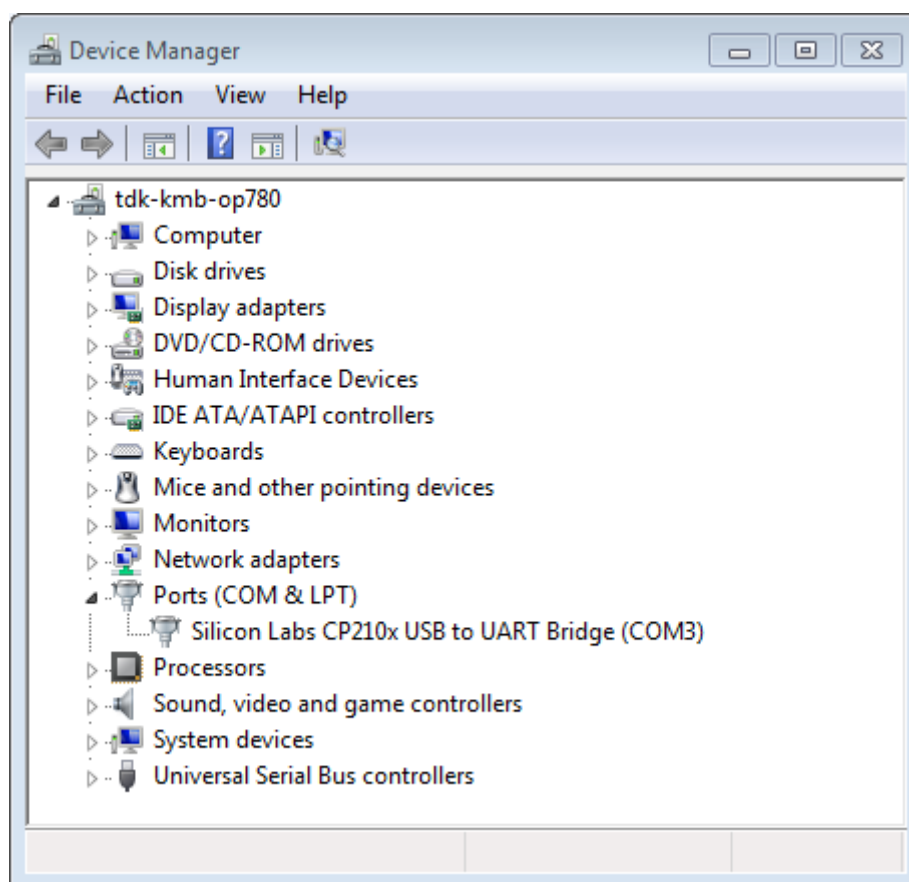 Device Manager
File Action View Help
?
tdk-kmb-op780
Computer
Disk drives
Display adapters
DVD/CD-ROM drives
Human Interface Devices
IDE ATA/ATAPI controllers
Keyboards
Mice and other pointing devices
Monitors
Network adapters
Ports (COM & LPT)
Silicon Labs CP210x USB to UART Bridge (COM3)
Processors
Sound, video and game controllers
System devices
Universal Serial Bus controllers